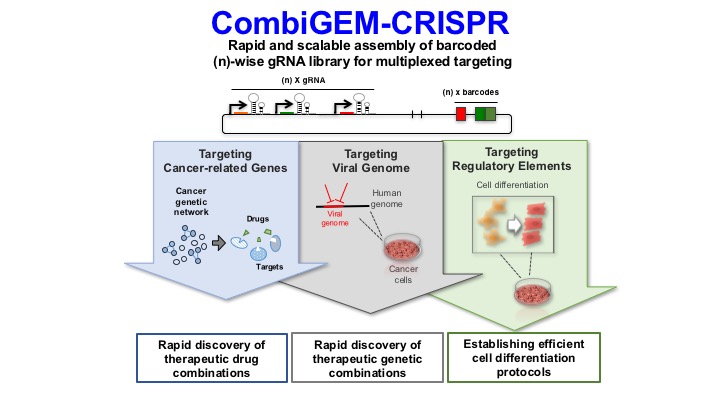 CombiGEM-CRISPR
Rapid and scalable assembly of barcoded
(n)-wise gRNA library for multiplexed targeting
(n) X gRNA
(n) x barcodes
Targeting
Cancer-related Genes
Cancer
genetic
network
Drugs
Targets
Targeting
Viral Genome
Human
genome
Viral
genome
Cancer
cells
Targeting
Regulatory Elements
Cell differentiation
Rapid discovery of
therapeutic drug
combinations
Rapid discovery of
therapeutic genetic
combinations
Establishing efficient
cell differentiation
protocols